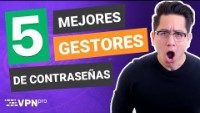 5
MEJORES
GESTORES
DE CONTRASEÑAS
VPNpro